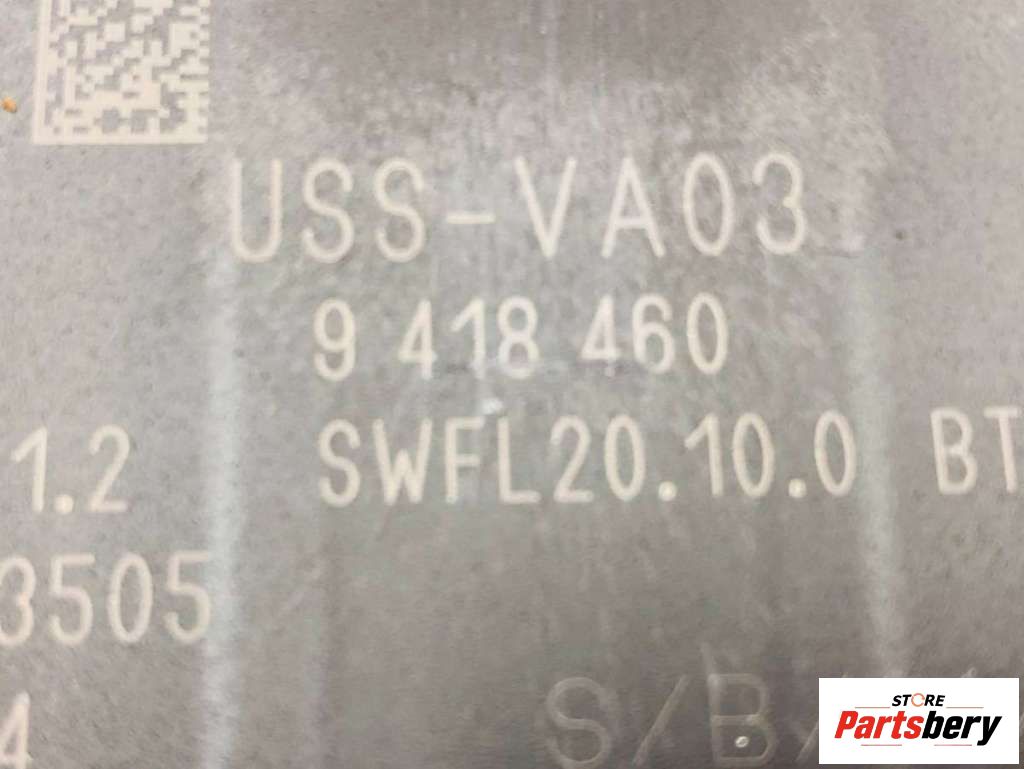 USS-VA03
9 418 460
1.2 SWFL20.10.0 BT
3505
4
S/B
STORE
Partsbery